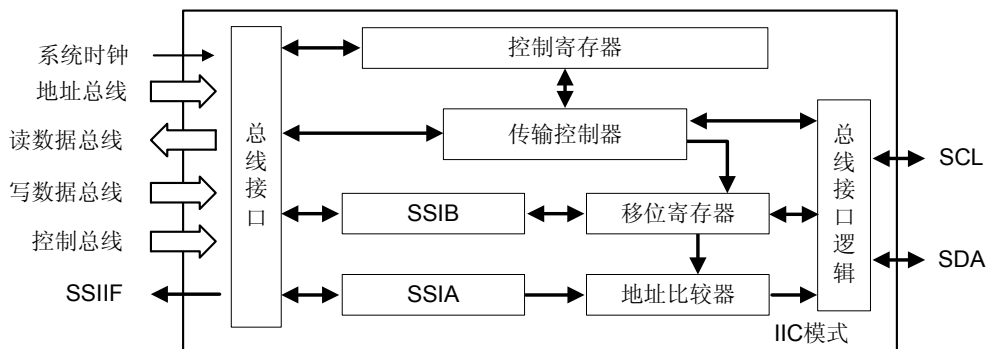 系统时钟
地址总线
读数据总线
写数据总线
控制总线
SSIIF
总线接口
控制寄存器
传输控制器
SSIB
移位寄存器
SSIA
地址比较器
总线接口逻辑
SCL
SDA
IIC模式